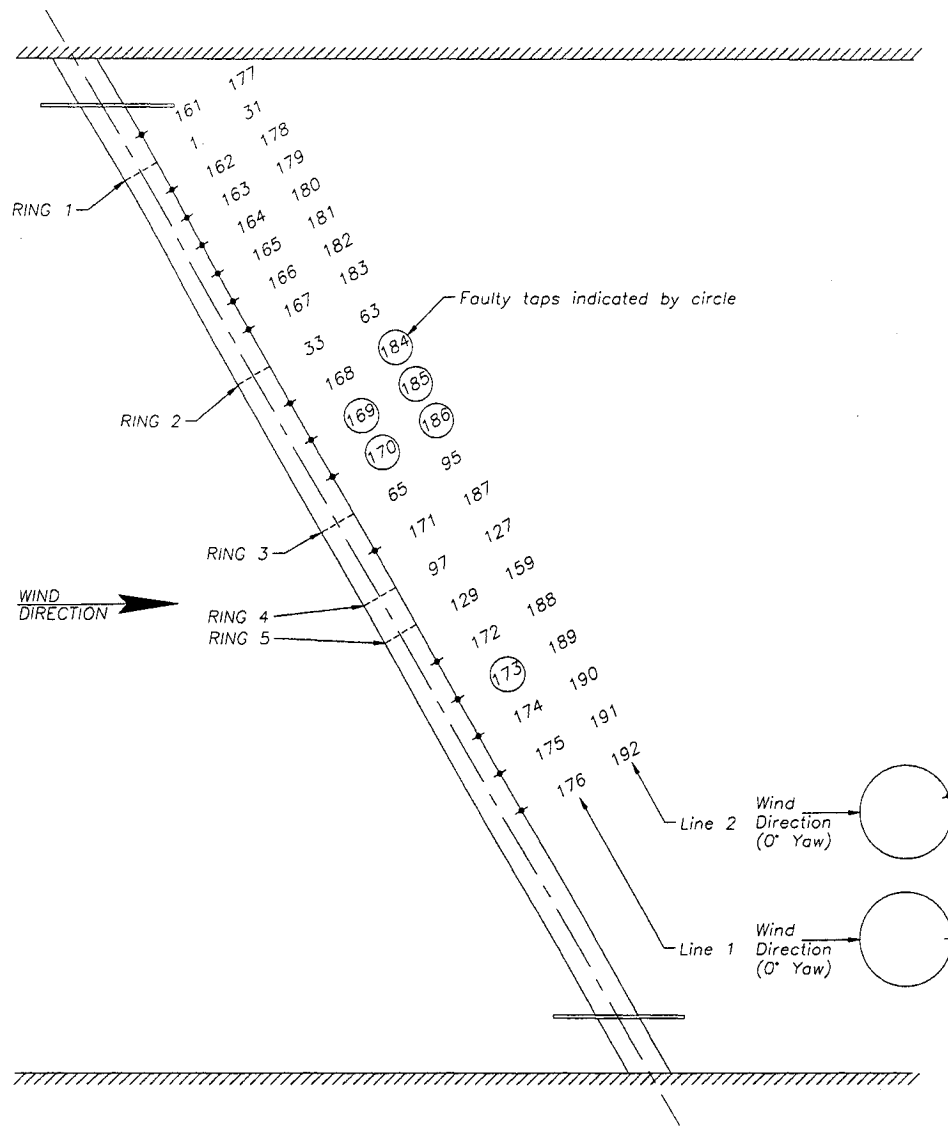 161 177
1. 31
162 178
163 179
164 180
165 181
166 182
167 183
33 63
168 184
169 185
170 186
65 95
171 187
97 127
129 159
172 188
173 189
174 190
175 191
176 192
Faulty taps indicated by circle
RING 1
RING 2
RING 3
RING 4
RING 5
WIND
DIRECTION
Line 2
Wind
Direction
(0° Yaw)
Line 1
Wind
Direction
(0° Yaw)